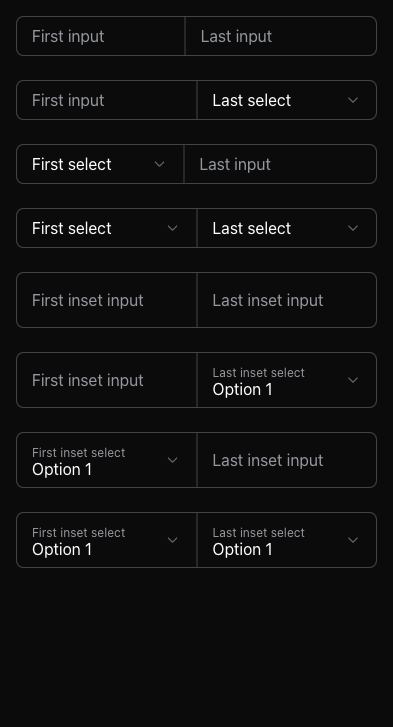 First input Last input
First input Last select
First select Last input
First select Last select
First inset input Last inset input
First inset input Last inset select
Option 1
First inset select
Option 1 Last inset input
First inset select Last inset select
Option 1 Option 1